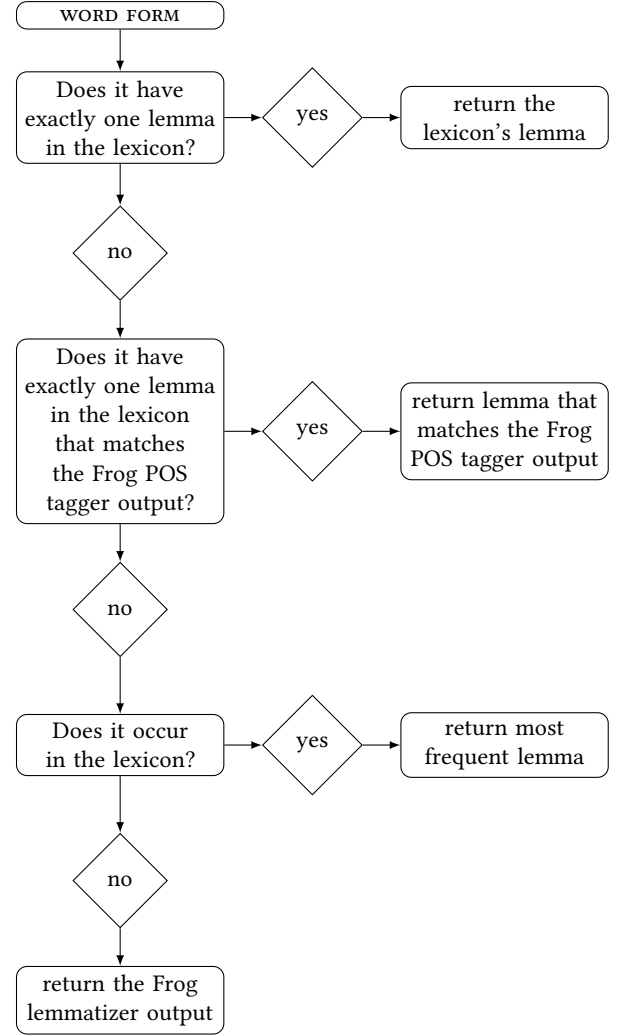 WORD FORM
Does it have
exactly one lemma
in the lexicon?
yes
return the
lexicon's lemma
no
Does it have
exactly one lemma
in the lexicon
that matches
the Frog POS
tagger output?
yes
return lemma that
matches the Frog
POS tagger output
no
Does it occur
in the lexicon?
yes
return most
frequent lemma
no
return the Frog
lemmatizer output